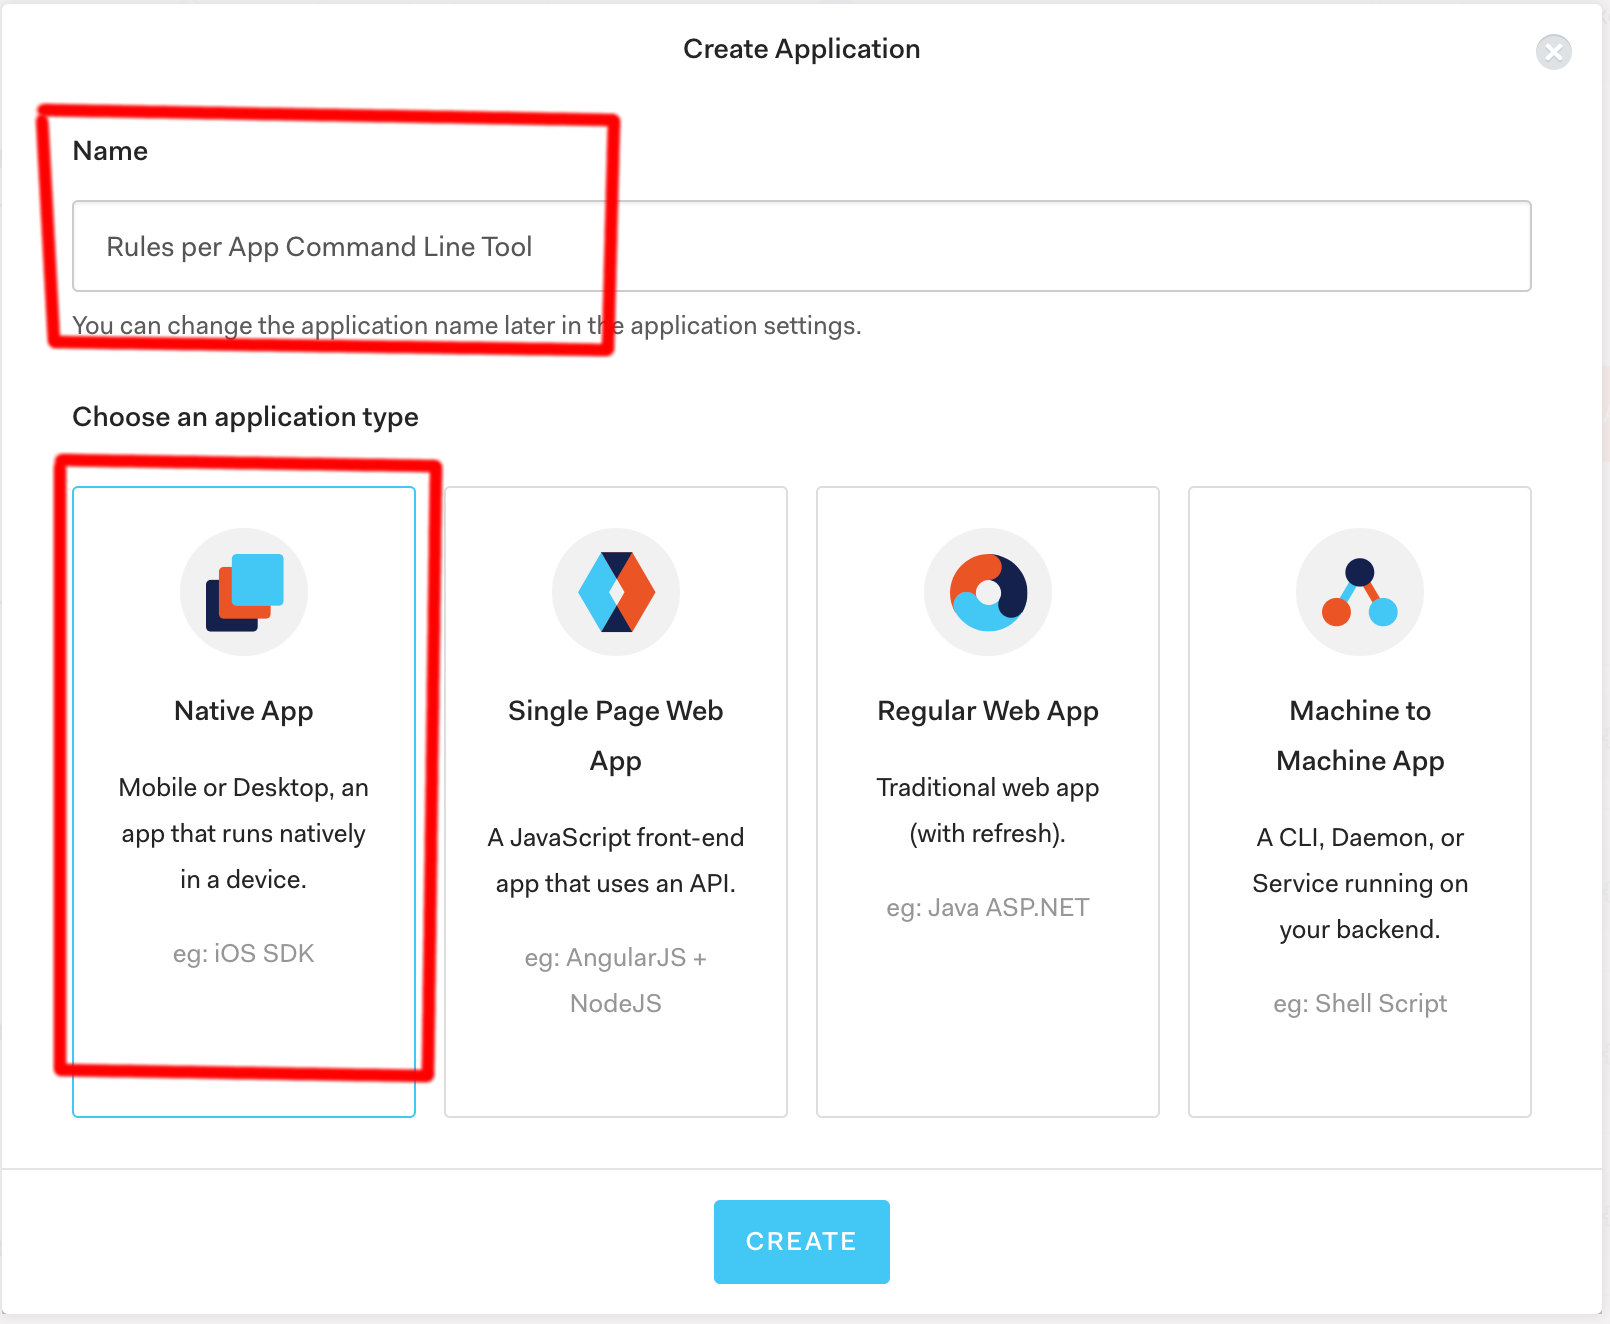 Create Application
Name
Rules per App Command Line Tool
You can change the application name later in the application settings.
Choose an application type
Native App
Mobile or Desktop, an
app that runs natively
in a device.
eg: iOS SDK
Single Page Web
App
A JavaScript front-end
app that uses an API.
eg: AngularJS +
NodeJS
Regular Web App
Traditional web app
(with refresh).
eg: Java ASP.NET
Machine to
Machine App
A CLI, Daemon, or
Service running on
your backend.
eg: Shell Script
CREATE